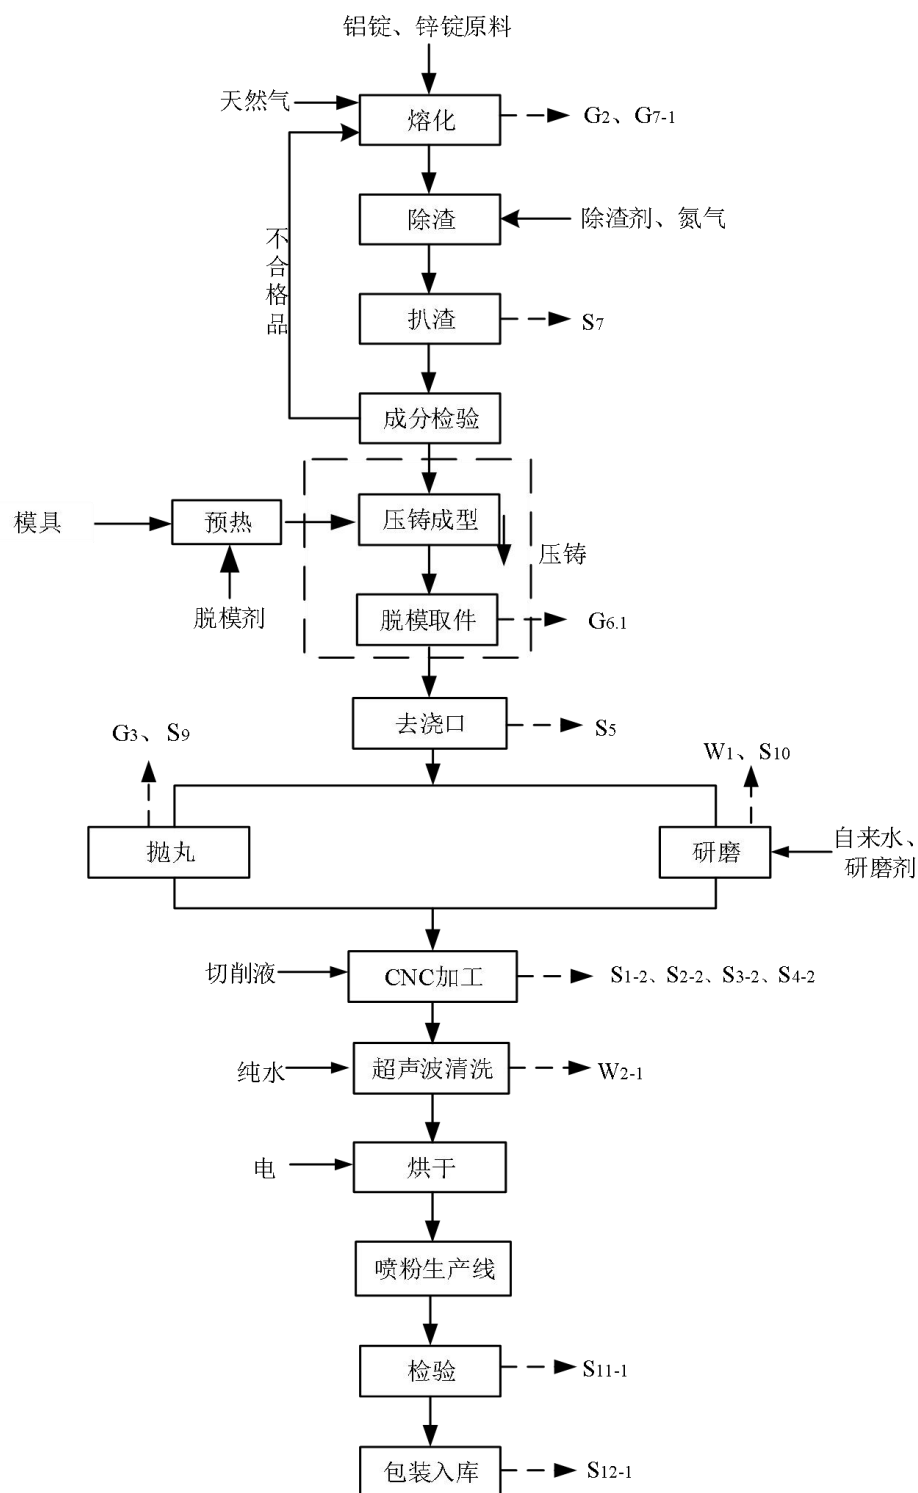 铝锭、锌锭原料
天然气
熔化
G2、G7-1
除渣
除渣剂、氮气
不合格品
扒渣
S7
成分检验
模具
预热
压铸成型
压铸
脱模剂
脱模取件
G6.1
去浇口
S5
G3、S9
W1、S10
抛丸
研磨
自来水、
研磨剂
切削液
CNC加工
S1-2、S2-2、S3-2、S4-2
纯水
超声波清洗
W2-1
电
烘干
喷粉生产线
检验
S11-1
包装入库
S12-1